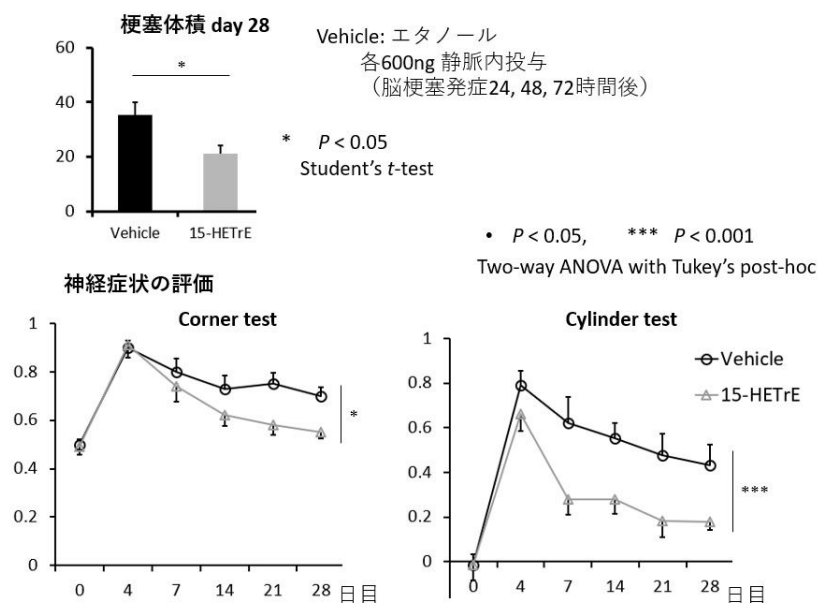 梗塞体積 day 28
60
40
20
0
*
Vehicle
15-HETrE
Vehicle: エタノール
各600ng 静脈内投与
（脳梗塞発症24, 48, 72時間後）
* P < 0.05
Student's t-test
• P < 0.05, *** P < 0.001
Two-way ANOVA with Tukey's post-hoc
神経症状の評価
Corner test
1
0.8
0.6
0.4
0.2
0
*
0 4 7 14 21 28 日目
Cylinder test
1
0.8
0.6
0.4
0.2
0
Vehicle
15-HETrE
***
0 4 7 14 21 28 日目